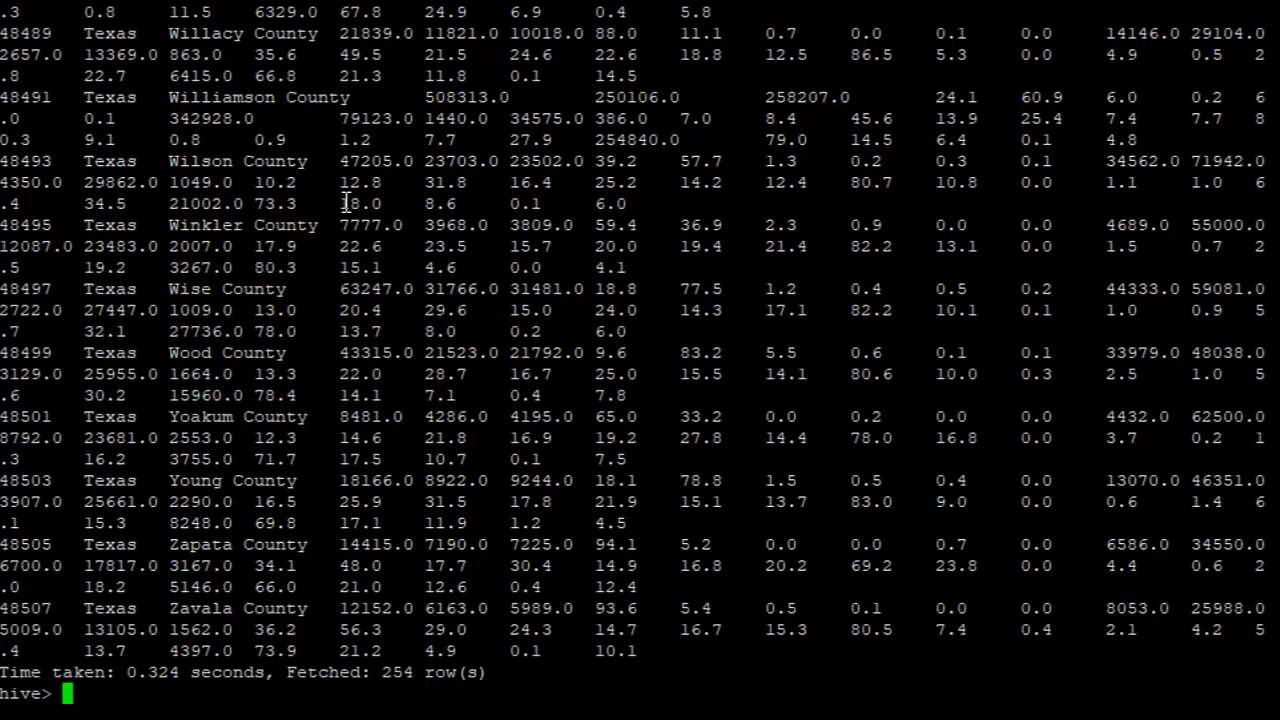 .3 0.8 11.5 6329.0 67.8 24.9 6.9 0.4 5.8
48489 Texas Willacy County 21839.0 11821.0 10018.0 88.0 11.1 0.7 0.0 0.1 0.0 14146.0 29104.0
2657.0 13369.0 863.0 35.6 49.5 21.5 24.6 22.6 18.8 12.5 86.5 5.3 0.0 4.9 0.5 2
.8 22.7 6415.0 66.8 21.3 11.8 0.1 14.5
48491 Texas Williamson County 508313.0 250106.0 258207.0 24.1 60.9 6.0 0.2 6
.0 0.1 342928.0 79123.0 1440.0 34575.0 386.0 7.0 8.4 45.6 13.9 25.4 7.4 7.7 8
0.3 9.1 0.8 0.9 1.2 7.7 27.9 254840.0 79.0 14.5 6.4 0.1 4.8
48493 Texas Wilson County 47205.0 23703.0 23502.0 39.2 57.7 1.3 0.2 0.3 0.1 34562.0 71942.0
4350.0 29862.0 1049.0 10.2 12.8 31.8 16.4 25.2 14.2 12.4 80.7 10.8 0.0 1.1 1.0 6
.4 34.5 21002.0 73.3 18.0 8.6 0.1 6.0
48495 Texas Winkler County 7777.0 3968.0 3809.0 59.4 36.9 2.3 0.9 0.0 0.0 4689.0 55000.0
12087.0 23483.0 2007.0 17.9 22.6 23.5 15.7 20.0 19.4 21.4 82.2 13.1 0.0 1.5 0.7 2
.5 19.2 3267.0 80.3 15.1 4.6 0.0 4.1
48497 Texas Wise County 63247.0 31766.0 31481.0 18.8 77.5 1.2 0.4 0.5 0.2 44333.0 59081.0
2722.0 27447.0 1009.0 13.0 20.4 29.6 15.0 24.0 14.3 17.1 82.2 10.1 0.1 1.0 0.9 5
.7 32.1 27736.0 78.0 13.7 8.0 0.2 6.0
48499 Texas Wood County 43315.0 21523.0 21792.0 9.6 83.2 5.5 0.6 0.1 0.1 33979.0 48038.0
3129.0 25955.0 1664.0 13.3 22.0 28.7 16.7 25.0 15.5 14.1 80.6 10.0 0.3 2.5 1.0 5
.6 30.2 15960.0 78.4 14.1 7.1 0.4 7.8
48501 Texas Yoakum County 8481.0 4286.0 4195.0 65.0 33.2 0.0 0.2 0.0 0.0 4432.0 62500.0
8792.0 23681.0 2553.0 12.3 14.6 21.8 16.9 19.2 27.8 14.4 78.0 16.8 0.0 3.7 0.2 1
.3 16.2 3755.0 71.7 17.5 10.7 0.1 7.5
48503 Texas Young County 18166.0 8922.0 9244.0 18.1 78.8 1.5 0.5 0.4 0.0 13070.0 46351.0
3907.0 25661.0 2290.0 16.5 25.9 31.5 17.8 21.9 15.1 13.7 83.0 9.0 0.0 0.6 1.4 6
.1 15.3 8248.0 69.8 17.1 11.9 1.2 4.5
48505 Texas Zapata County 14415.0 7190.0 7225.0 94.1 5.2 0.0 0.0 0.7 0.0 6586.0 34550.0
6700.0 17817.0 3167.0 34.1 48.0 17.7 30.4 14.9 16.8 20.2 69.2 23.8 0.0 4.4 0.6 2
.0 18.2 5146.0 66.0 21.0 12.6 0.4 12.4
48507 Texas Zavala County 12152.0 6163.0 5989.0 93.6 5.4 0.5 0.1 0.0 0.0 8053.0 25988.0
5009.0 13105.0 1562.0 36.2 56.3 29.0 24.3 14.7 16.7 15.3 80.5 7.4 0.4 2.1 4.2 5
.4 13.7 4397.0 73.9 21.2 4.9 0.1 10.1
Time taken: 0.324 seconds, Fetched: 254 row(s)
hive>